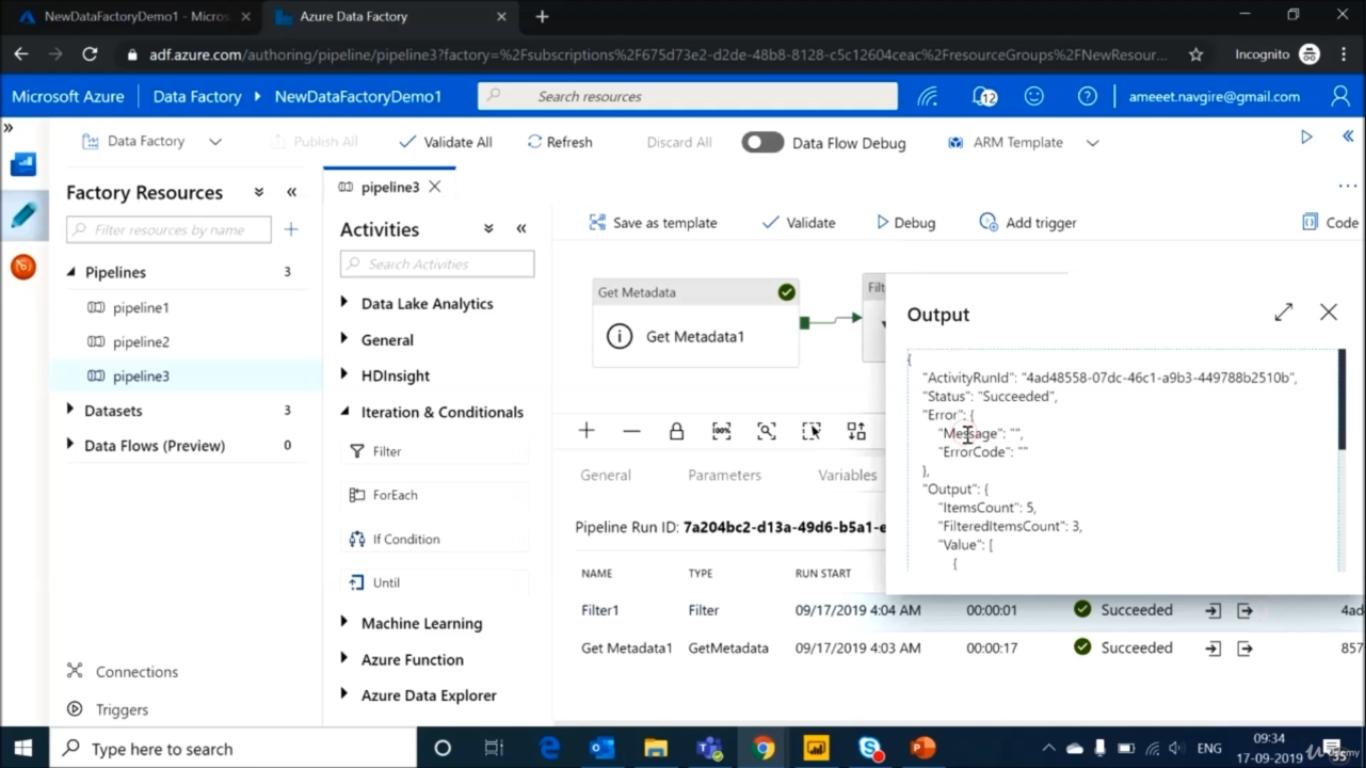 NewDataFactoryDemo1 - Micros
Azure Data Factory
adf.azure.com/authoring/pipeline/pipeline3?factory=%2Fsubscriptions%2F675d73e2-d2de-48b8-8128-c5c12604ceac%2FresourceGroups%2FNewResour...
Incognito
Microsoft Azure
Data Factory
NewDataFactoryDemo1
Search resources
12
ameeet.navgire@gmail.com
Data Factory
Publish All
Validate All
Refresh
Discard All
Data Flow Debug
ARM Template
Factory Resources
Filter resources by name
Pipelines 3
pipeline1
pipeline2
pipeline3
Datasets 3
Data Flows (Preview) 0
Connections
Triggers
pipeline3
Activities
Search Activities
Data Lake Analytics
General
HDInsight
Iteration & Conditionals
Filter
ForEach
If Condition
Until
Machine Learning
Azure Function
Azure Data Explorer
Save as template
Validate
Debug
Add trigger
Code
Get Metadata
Get Metadata1
Filt
100%
General
Parameters
Variables
Pipeline Run ID: 7a204bc2-d13a-49d6-b5a1-e
NAME TYPE RUN START
Filter1 Filter 09/17/2019 4:04 AM 00:00:01 Succeeded 4ad
Get Metadata1 GetMetadata 09/17/2019 4:03 AM 00:00:17 Succeeded 857
Output
{
"ActivityRunId": "4ad48558-07dc-46c1-a9b3-449788b2510b",
"Status": "Succeeded",
"Error": {
"Message": "",
"ErrorCode": ""
},
"Output": {
"ItemsCount": 5,
"FilteredItemsCount": 3,
"Value": [
{
Type here to search
ENG
09:34
17-09-2019